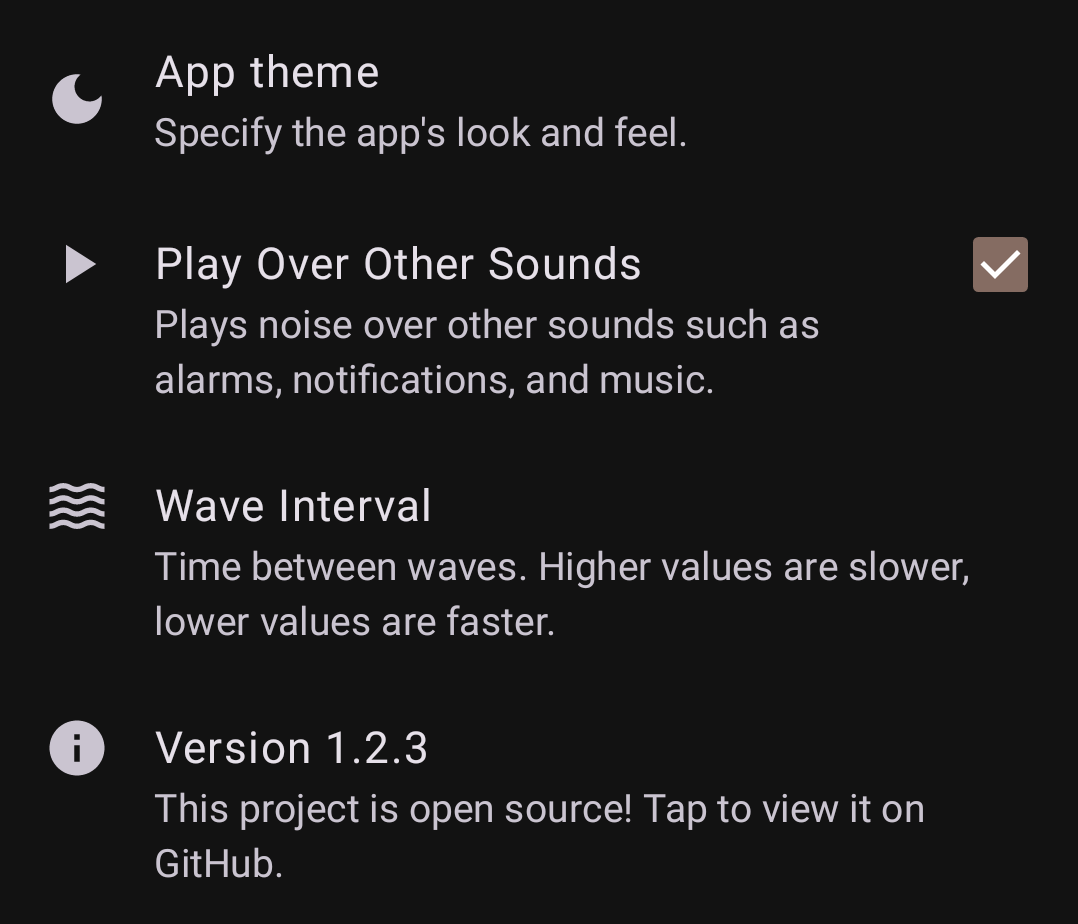 App theme
Specify the app's look and feel.
Play Over Other Sounds
Plays noise over other sounds such as
alarms, notifications, and music.
Wave Interval
Time between waves. Higher values are slower,
lower values are faster.
Version 1.2.3
This project is open source! Tap to view it on
GitHub.